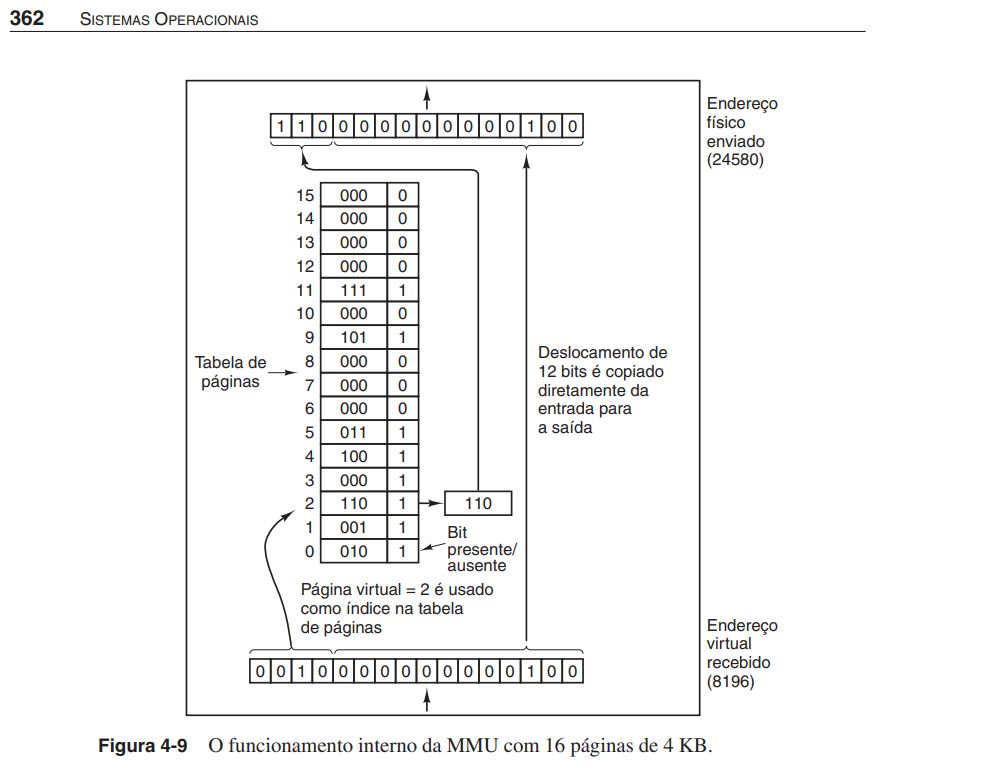 362 SISTEMAS OPERACIONAIS
1 1 0 0 0 0 0 0 0 0 0 0 1 0 0
Endereço
físico
enviado
(24580)
15 000 0
14 000 0
13 000 0
12 000 0
11 111 1
10 000 0
9 101 1
8 000 0
7 000 0
6 000 0
5 011 1
4 100 1
3 000 1
2 110 1 110
1 001 1
0 010 1
Tabela de
páginas
Deslocamento de
12 bits é copiado
diretamente da
entrada para
a saída
Bit
presente/
ausente
Página virtual = 2 é usado
como índice na tabela
de páginas
0 0 1 0 0 0 0 0 0 0 0 0 0 1 0 0
Endereço
virtual
recebido
(8196)
Figura 4-9 O funcionamento interno da MMU com 16 páginas de 4 KB.